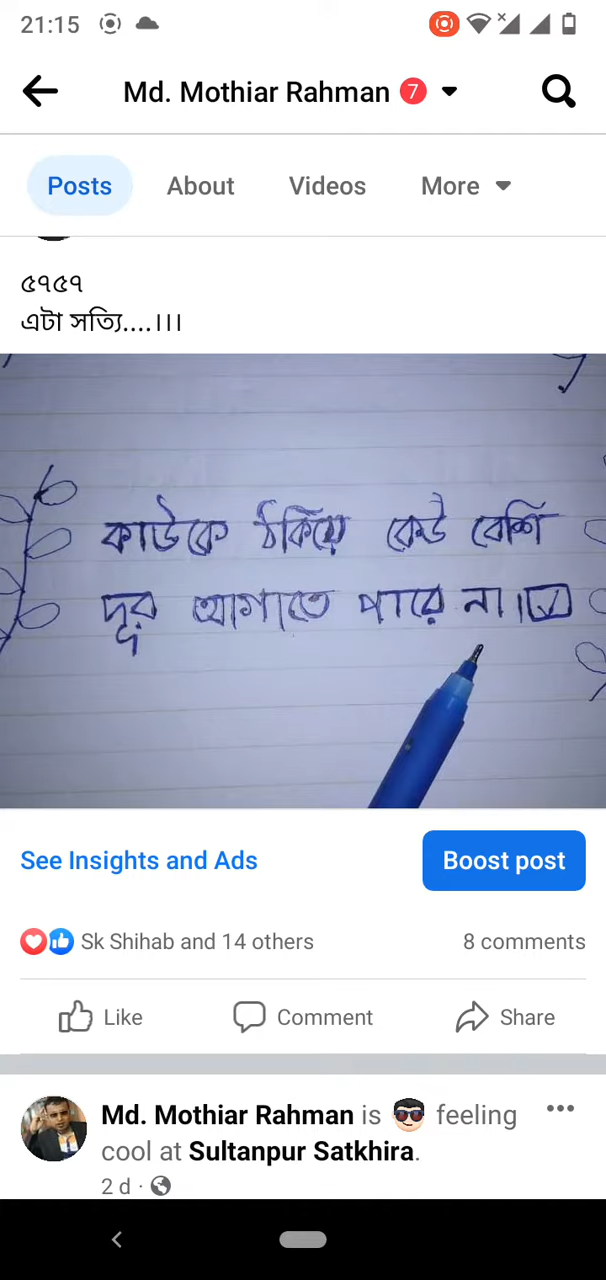 21:15
Md. Mothiar Rahman 7
Posts About Videos More
৫৭৫৭
এটা সত্যি....।।।
কাউকে ঠকিয়ে কেউ বেশি
দূর আগাতে পারে না।
See Insights and Ads Boost post
Sk Shihab and 14 others 8 comments
Like Comment Share
Md. Mothiar Rahman is feeling
cool at Sultanpur Satkhira.
2 d ·